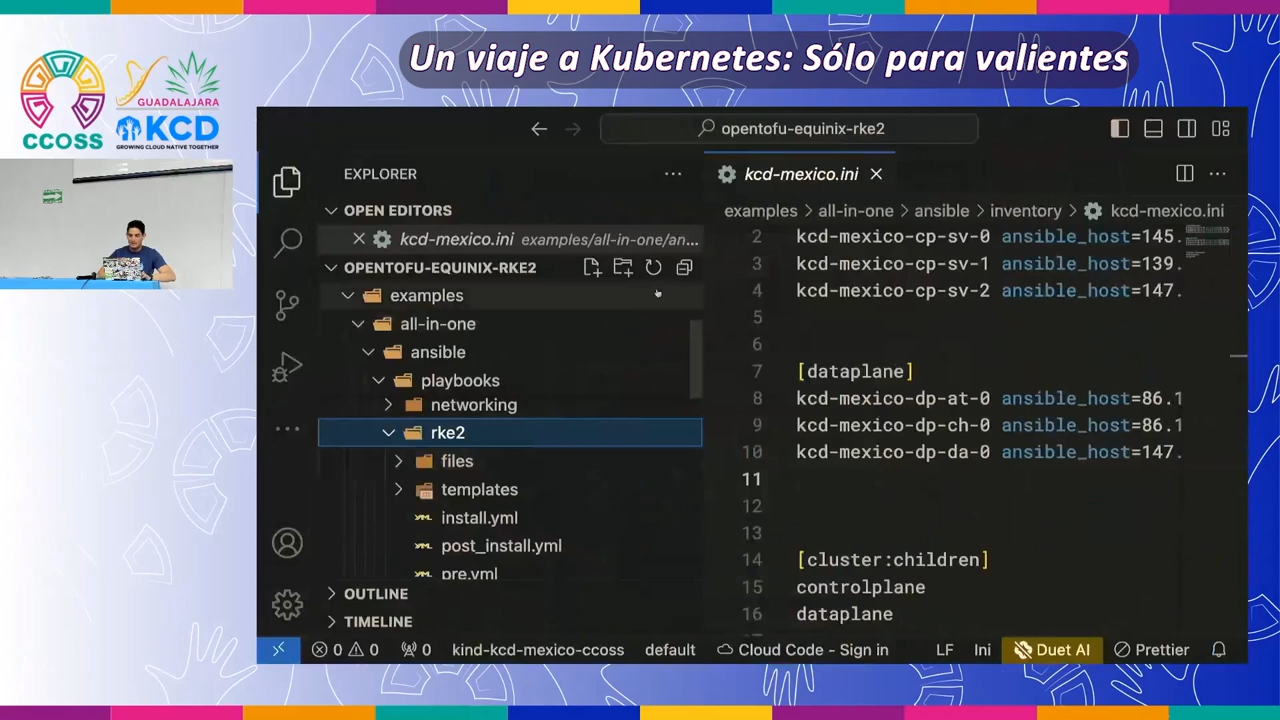 Un viaje a Kubernetes: Sólo para valientes
CCOSS
GUADALAJARA
KCD
GROWING CLOUD NATIVE TOGETHER
opentofu-equinix-rke2
EXPLORER
OPEN EDITORS
kcd-mexico.ini examples/all-in-one/an...
OPENTOFU-EQUINIX-RKE2
examples
all-in-one
ansible
playbooks
networking
rke2
files
templates
install.yml
post_install.yml
pre.yml
OUTLINE
TIMELINE
kcd-mexico.ini
examples > all-in-one > ansible > inventory > kcd-mexico.ini
2 kcd-mexico-cp-sv-0 ansible_host=145.
3 kcd-mexico-cp-sv-1 ansible_host=139.
4 kcd-mexico-cp-sv-2 ansible_host=147.
5
6
7 [dataplane]
8 kcd-mexico-dp-at-0 ansible_host=86.1
9 kcd-mexico-dp-ch-0 ansible_host=86.1
10 kcd-mexico-dp-da-0 ansible_host=147.
11
12
13
14 [cluster:children]
15 controlplane
16 dataplane
0 0 0 kind-kcd-mexico-ccoss default Cloud Code - Sign in LF Ini Duet AI Prettier